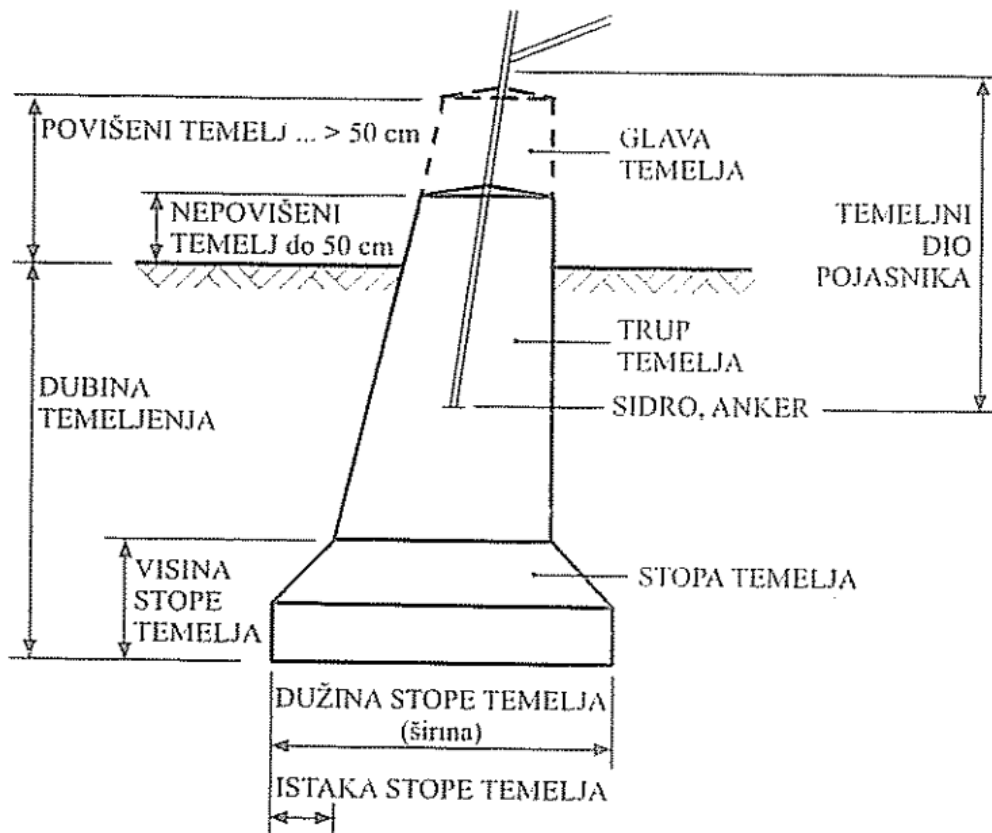 POVIŠENI TEMELJ ... > 50 cm
GLAVA
TEMELJA
NEPOVIŠENI
TEMELJ do 50 cm
TEMELJNI
DIO
POJASNIKA
TRUP
TEMELJA
DUBINA
TEMELJENJA
SIDRO, ANKER
VISINA
STOPE
TEMELJA
STOPA TEMELJA
DUŽINA STOPE TEMELJA
(širina)
ISTAKA STOPE TEMELJA